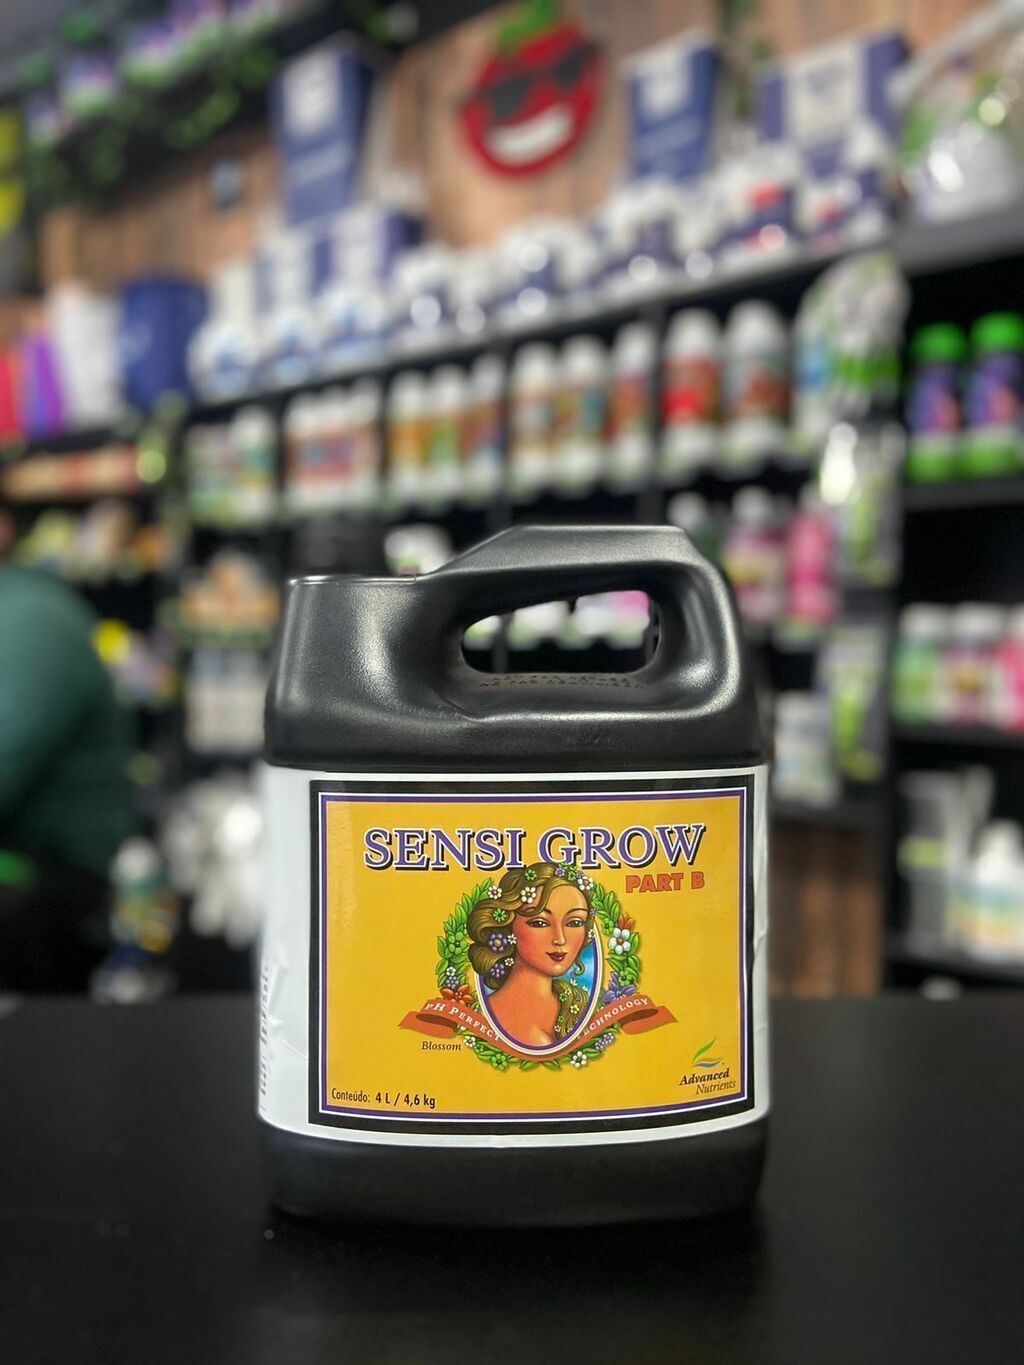 SENSI GROW
PART B
pH PERFECT
TECHNOLOGY
Blossom
Conteúdo: 4 L / 4,6 kg
Advanced
Nutrients